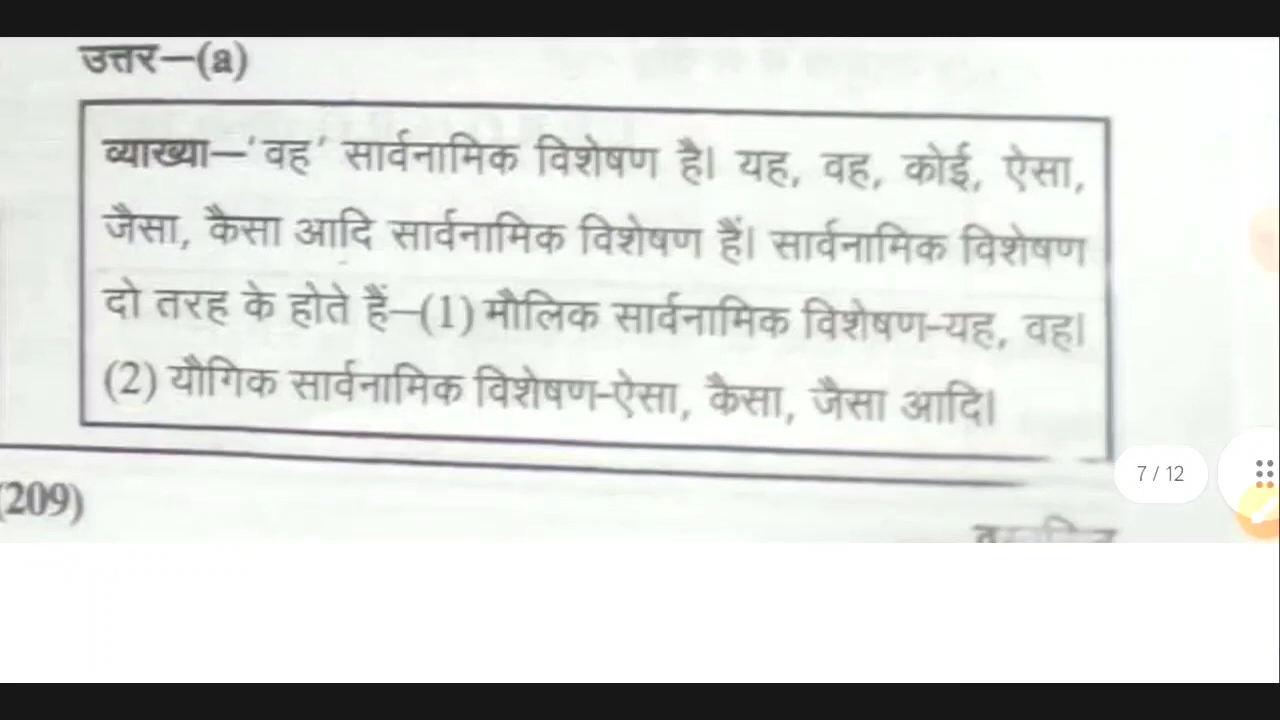 उत्तर–(a)
व्याख्या–'वह' सार्वनामिक विशेषण है। यह, वह, कोई, ऐसा,
जैसा, कैसा आदि सार्वनामिक विशेषण हैं। सार्वनामिक विशेषण
दो तरह के होते हैं–(1) मौलिक सार्वनामिक विशेषण-यह, वह।
(2) यौगिक सार्वनामिक विशेषण-ऐसा, कैसा, जैसा आदि।
7 / 12
(209)